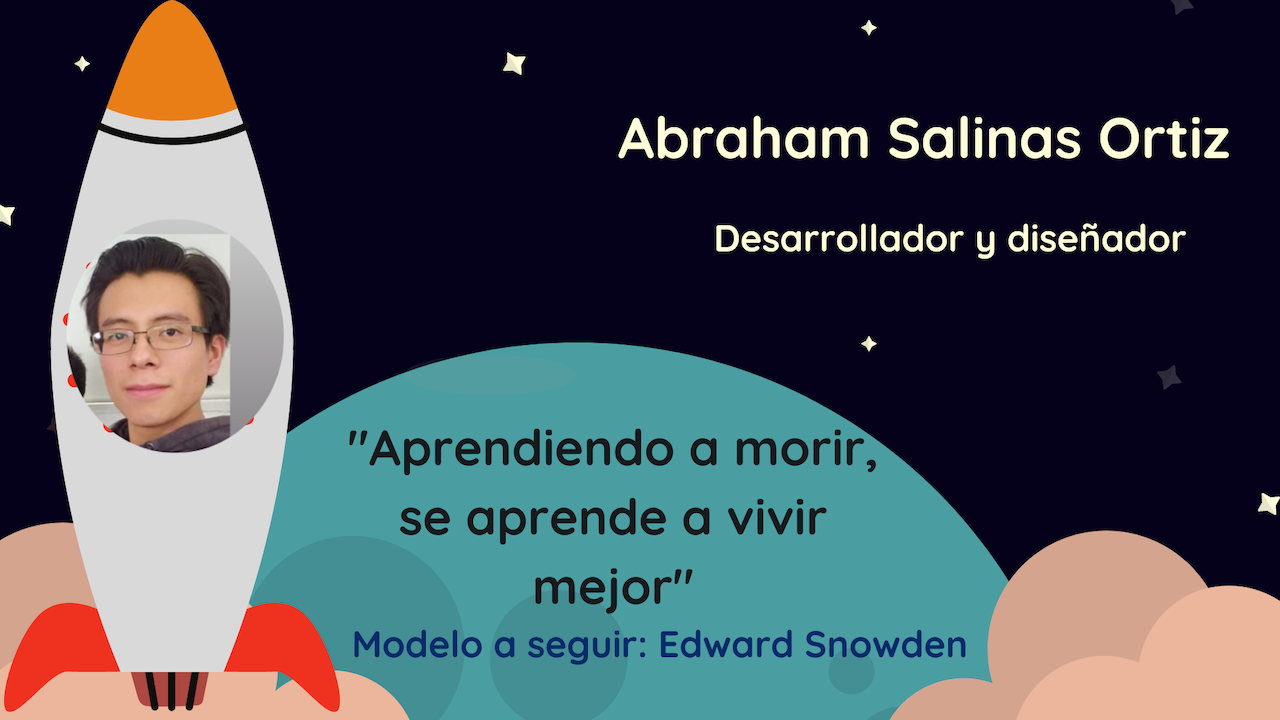 Abraham Salinas Ortiz
Desarrollador y diseñador
"Aprendiendo a morir,
se aprende a vivir
mejor"
Modelo a seguir: Edward Snowden